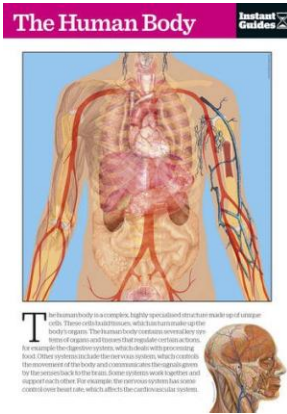 The Human Body
Instant
Guides
The human body is a complex, highly specialised structure made up of unique
cells. These cells build tissues, which in turn make up the
body's organs. The human body contains several key sys-
tems of organs and tissues that regulate certain actions,
for example the digestive system, which deals with processing
food. Other systems include the nervous system, which controls
the movement of the body and communicates the signals given
by the senses back to the brain. Some systems work together and
support each other. For example, the nervous system has some
control over heart rate, which affects the cardiovascular system.